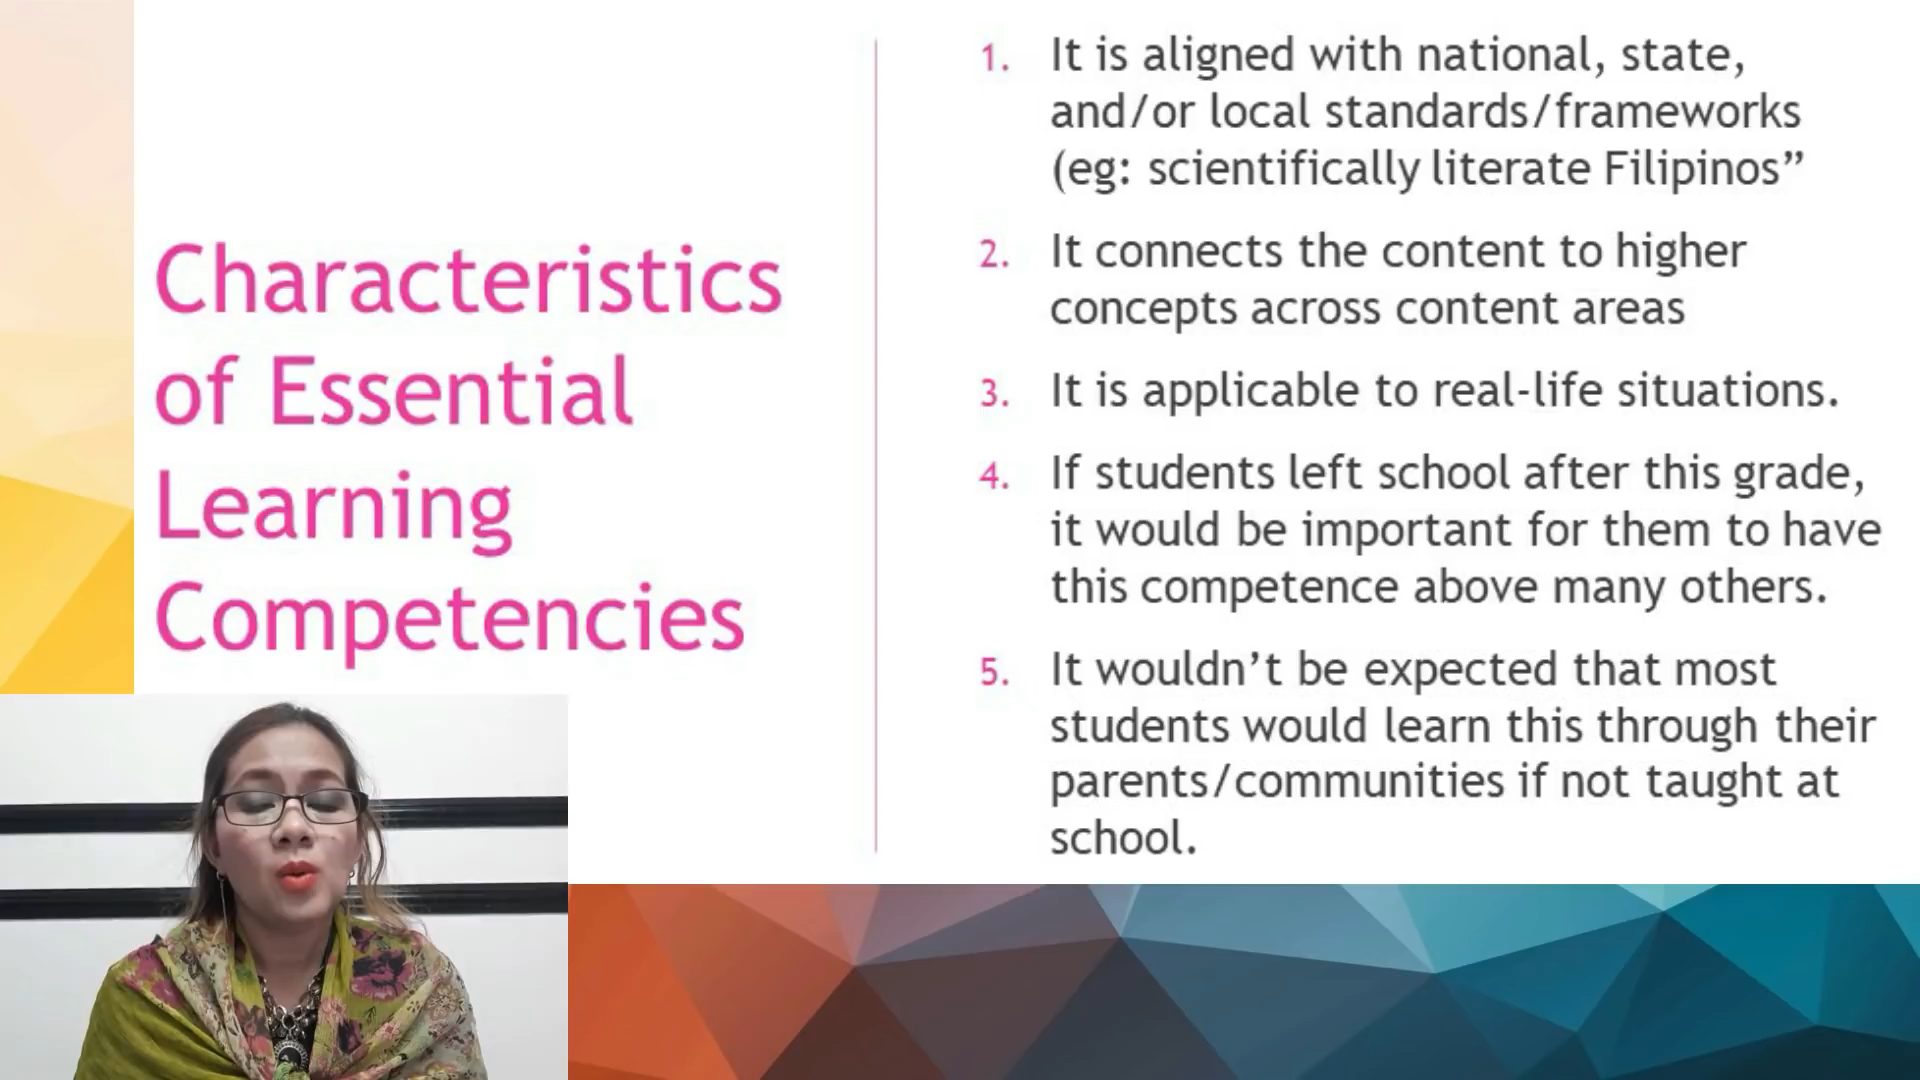 Characteristics
of Essential
Learning
Competencies
1. It is aligned with national, state,
and/or local standards/frameworks
(eg: scientifically literate Filipinos”
2. It connects the content to higher
concepts across content areas
3. It is applicable to real-life situations.
4. If students left school after this grade,
it would be important for them to have
this competence above many others.
5. It wouldn’t be expected that most
students would learn this through their
parents/communities if not taught at
school.